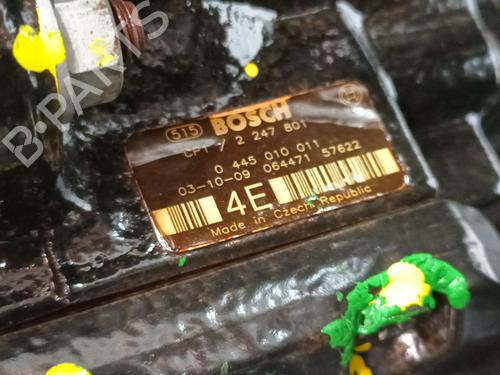 515 BOSCH
CP1 / 2 247 801
0 445 010 011
03-10-09 064471 57622
4E
Made in Czech Republic
B-PARTS